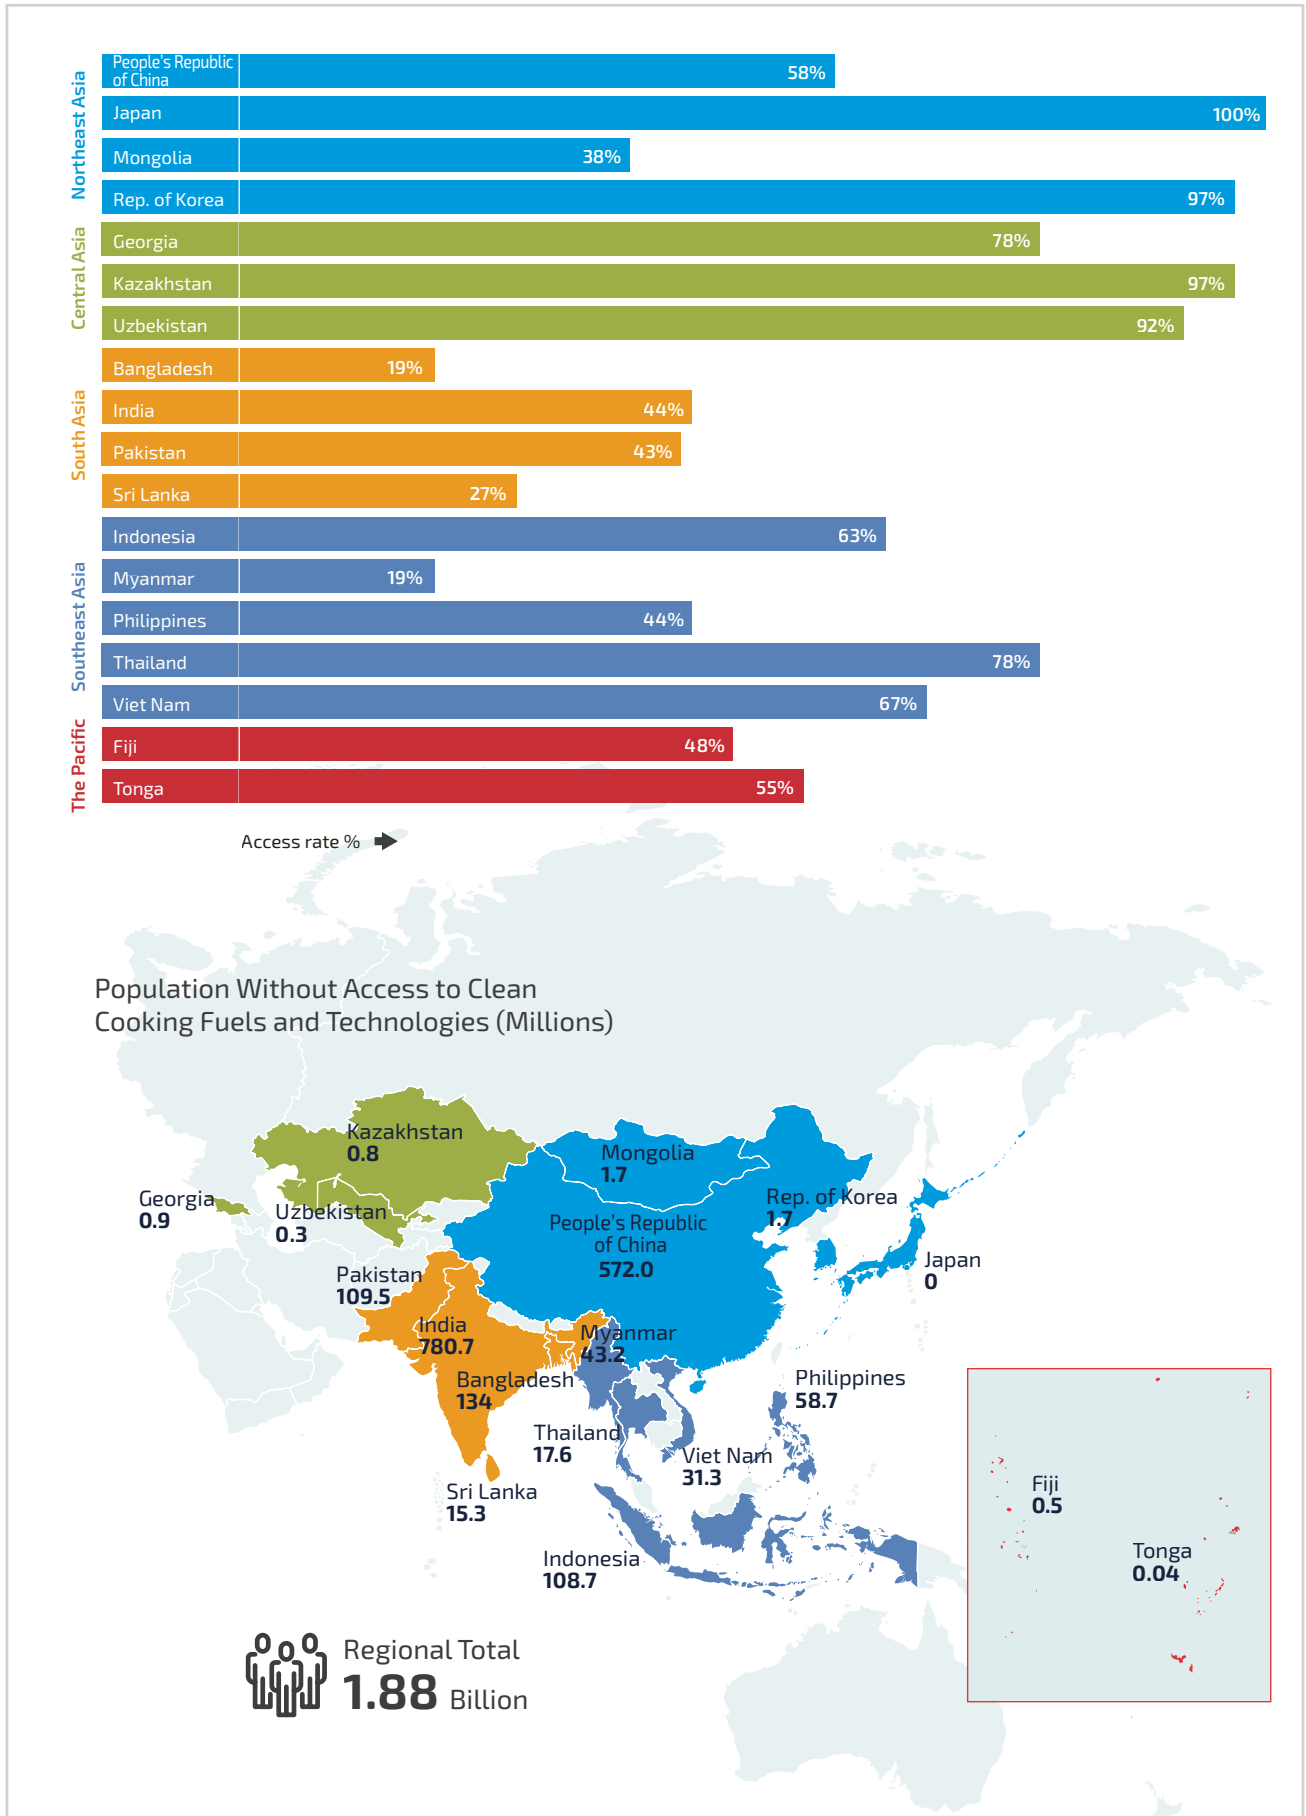 Northeast Asia
People's Republic
of China
58%
Japan
100%
Mongolia
38%
Rep. of Korea
97%
Central Asia
Georgia
78%
Kazakhstan
97%
Uzbekistan
92%
South Asia
Bangladesh
19%
India
44%
Pakistan
43%
Sri Lanka
27%
Southeast Asia
Indonesia
63%
Myanmar
19%
Philippines
44%
Thailand
78%
Viet Nam
67%
The Pacific
Fiji
48%
Tonga
55%
Access rate %
Population Without Access to Clean
Cooking Fuels and Technologies (Millions)
Kazakhstan
0.8
Mongolia
1.7
Georgia
0.9
Uzbekistan
0.3
Rep. of Korea
1.7
People's Republic
of China
572.0
Japan
0
Pakistan
109.5
India
780.7
Myanmar
43.2
Bangladesh
134
Philippines
58.7
Thailand
17.6
Viet Nam
31.3
Sri Lanka
15.3
Fiji
0.5
Tonga
0.04
Indonesia
108.7
Regional Total
1.88 Billion